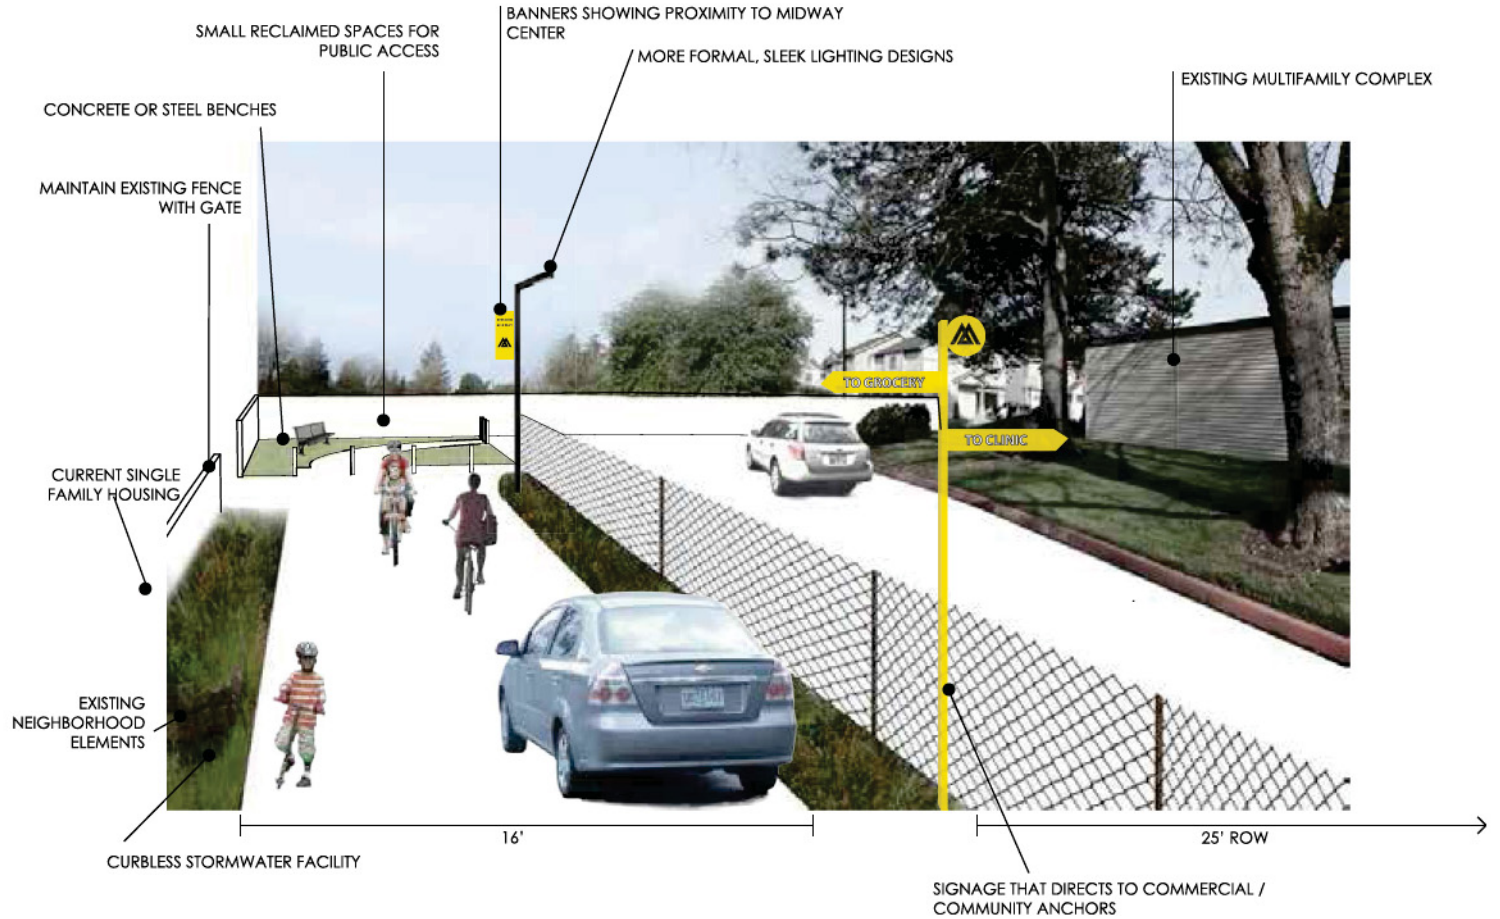 BANNERS SHOWING PROXIMITY TO MIDWAY
CENTER
SMALL RECLAIMED SPACES FOR
PUBLIC ACCESS
MORE FORMAL, SLEEK LIGHTING DESIGNS
EXISTING MULTIFAMILY COMPLEX
CONCRETE OR STEEL BENCHES
MAINTAIN EXISTING FENCE
WITH GATE
TO GROCERY
TO CLINIC
CURRENT SINGLE
FAMILY HOUSING
EXISTING
NEIGHBORHOOD
ELEMENTS
16'
25' ROW
CURBLESS STORMWATER FACILITY
SIGNAGE THAT DIRECTS TO COMMERCIAL /
COMMUNITY ANCHORS